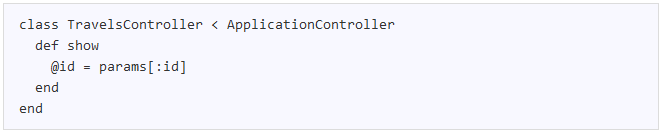 class TravelsController < ApplicationController
  def show
    @id = params[:id]
  end
end